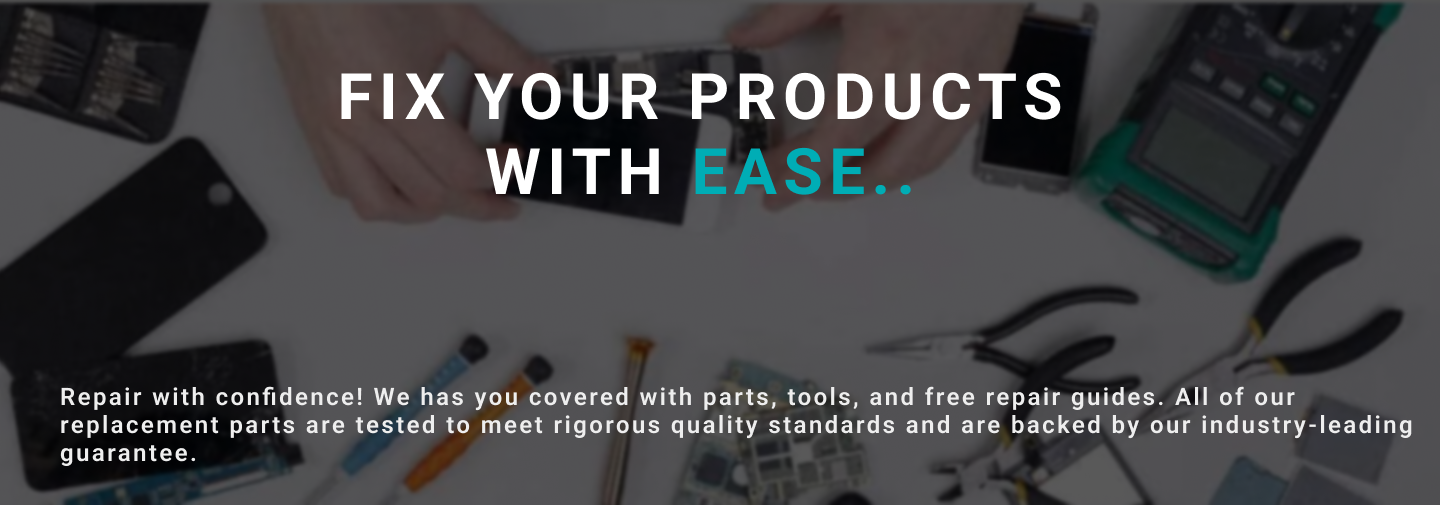 FIX YOUR PRODUCTS
WITH EASE..
Repair with confidence! We has you covered with parts, tools, and free repair guides. All of our
replacement parts are tested to meet rigorous quality standards and are backed by our industry-leading
guarantee.